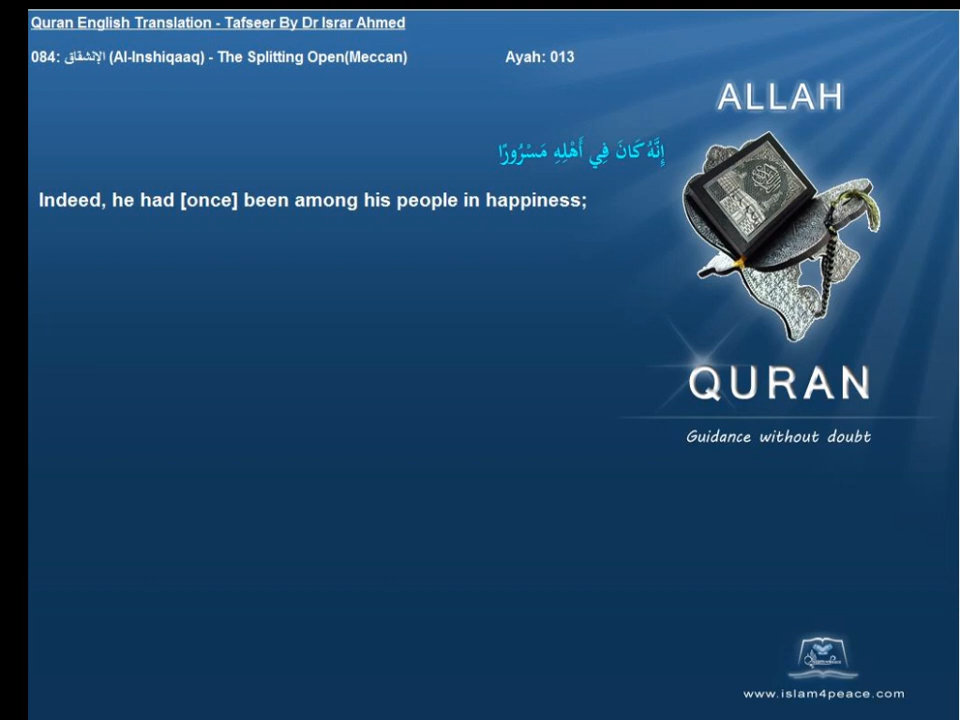 Quran English Translation - Tafseer By Dr Israr Ahmed
084: الإنشقاق (Al-Inshiqaaq) - The Splitting Open(Meccan) Ayah: 013
ALLAH
إِنَّهُ كَانَ فِي أَهْلِهِ مَسْرُورًا
Indeed, he had [once] been among his people in happiness;
QURAN
Guidance without doubt
www.islam4peace.com